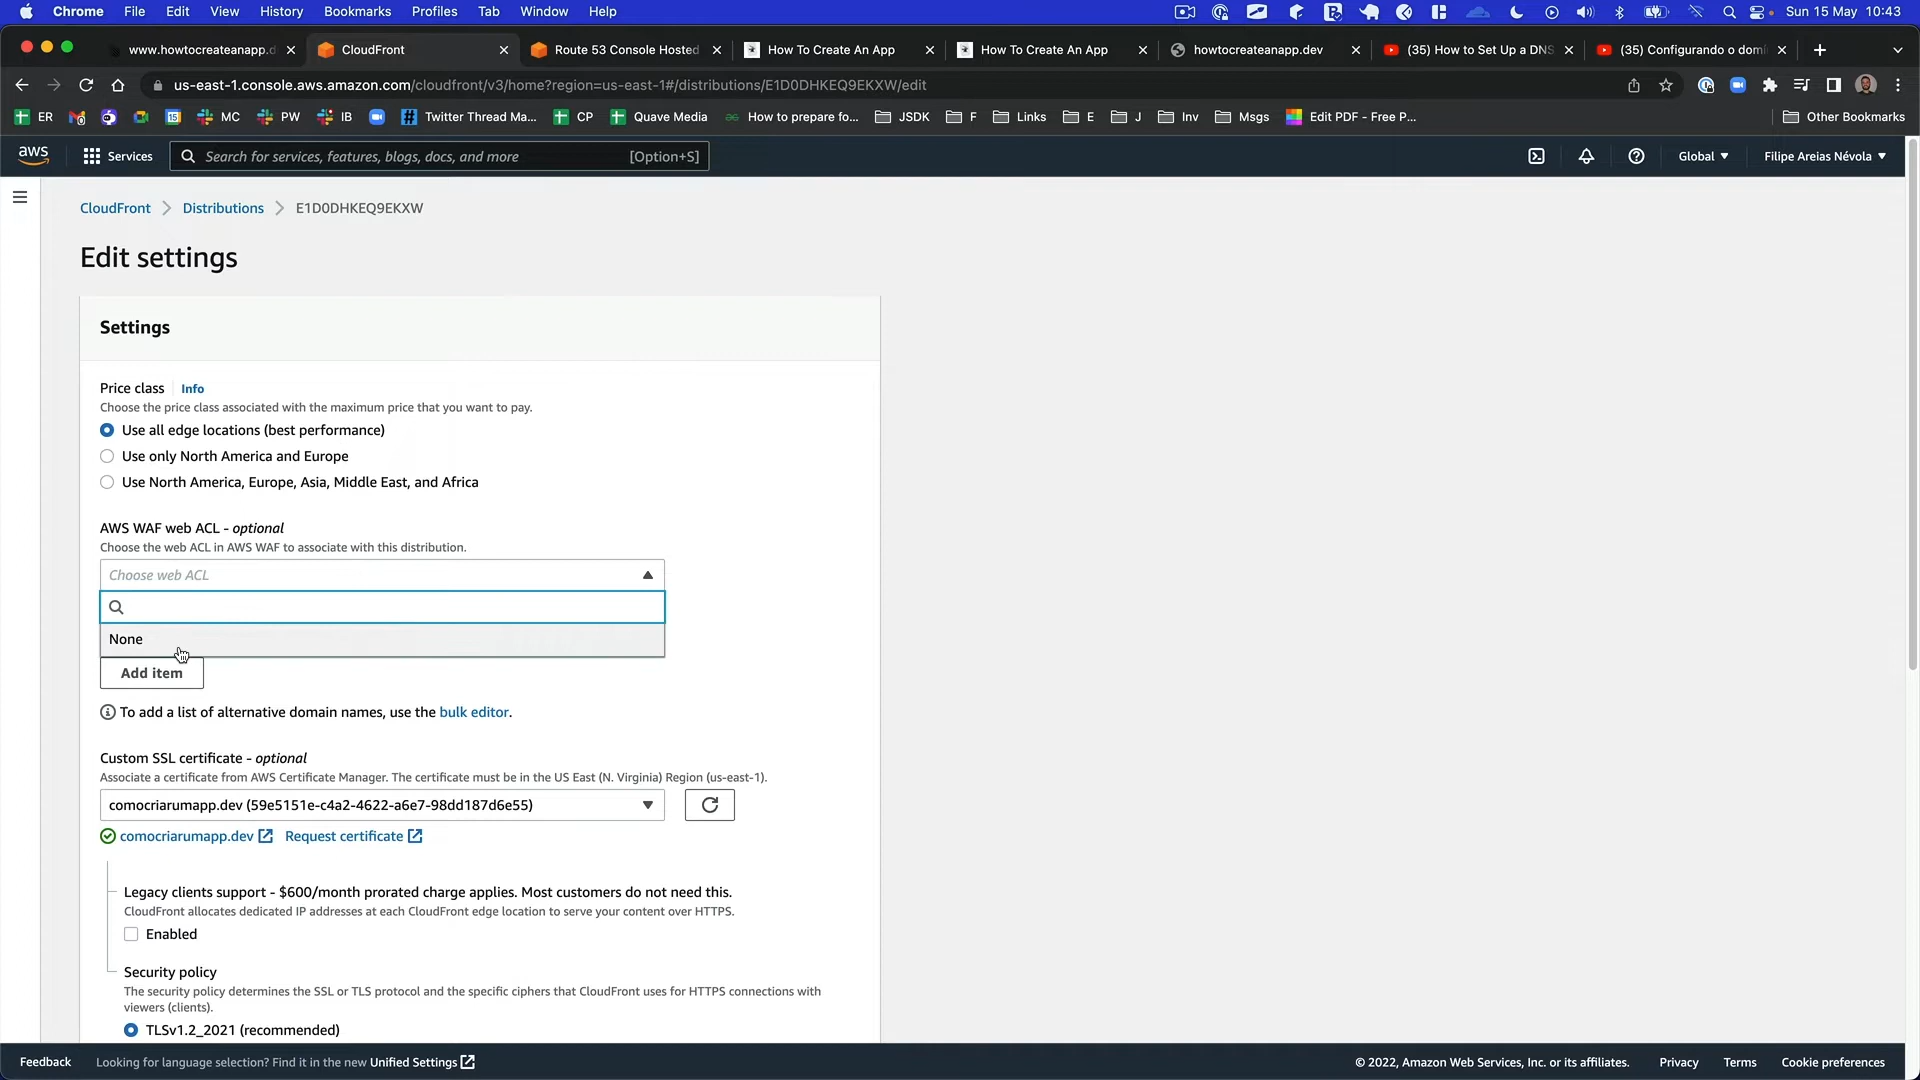 Chrome File Edit View History Bookmarks Profiles Tab Window Help Sun 15 May 10:43
www.howtocreateanapp.d CloudFront Route 53 Console Hosted How To Create An App How To Create An App howtocreateanapp.dev (35) How to Set Up a DNS (35) Configurando o domi
us-east-1.console.aws.amazon.com/cloudfront/v3/home?region=us-east-1#/distributions/E1D0DHKEQ9EKXW/edit
ER 15 MC PW IB Twitter Thread Ma... CP Quave Media How to prepare fo... JSDK F Links E J Inv Msgs Edit PDF - Free P... Other Bookmarks
aws Services Search for services, features, blogs, docs, and more [Option+S] Global Filipe Areias Névola
CloudFront Distributions E1D0DHKEQ9EKXW
Edit settings
Settings
Price class Info
Choose the price class associated with the maximum price that you want to pay.
Use all edge locations (best performance)
Use only North America and Europe
Use North America, Europe, Asia, Middle East, and Africa
AWS WAF web ACL - optional
Choose the web ACL in AWS WAF to associate with this distribution.
Choose web ACL
None
Add item
To add a list of alternative domain names, use the bulk editor.
Custom SSL certificate - optional
Associate a certificate from AWS Certificate Manager. The certificate must be in the US East (N. Virginia) Region (us-east-1).
comocriarumapp.dev (59e5151e-c4a2-4622-a6e7-98dd187d6e55)
comocriarumapp.dev Request certificate
Legacy clients support - $600/month prorated charge applies. Most customers do not need this.
CloudFront allocates dedicated IP addresses at each CloudFront edge location to serve your content over HTTPS.
Enabled
Security policy
The security policy determines the SSL or TLS protocol and the specific ciphers that CloudFront uses for HTTPS connections with
viewers (clients).
TLSv1.2_2021 (recommended)
Feedback Looking for language selection? Find it in the new Unified Settings © 2022, Amazon Web Services, Inc. or its affiliates. Privacy Terms Cookie preferences